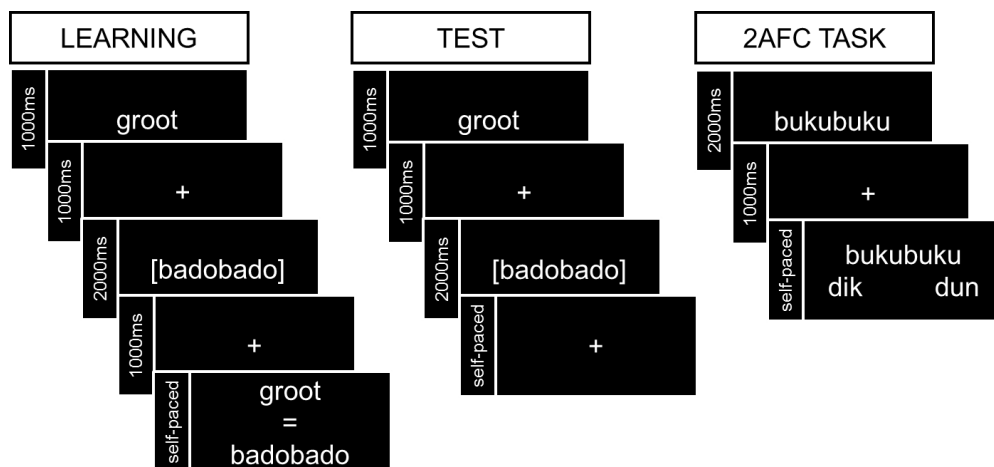 LEARNING
1000ms
groot
1000ms
+
2000ms
[badobado]
1000ms
+
self-paced
groot
=
badobado
TEST
1000ms
groot
1000ms
+
2000ms
[badobado]
self-paced
+
2AFC TASK
2000ms
bukubuku
1000ms
+
self-paced
bukubuku
dik dun